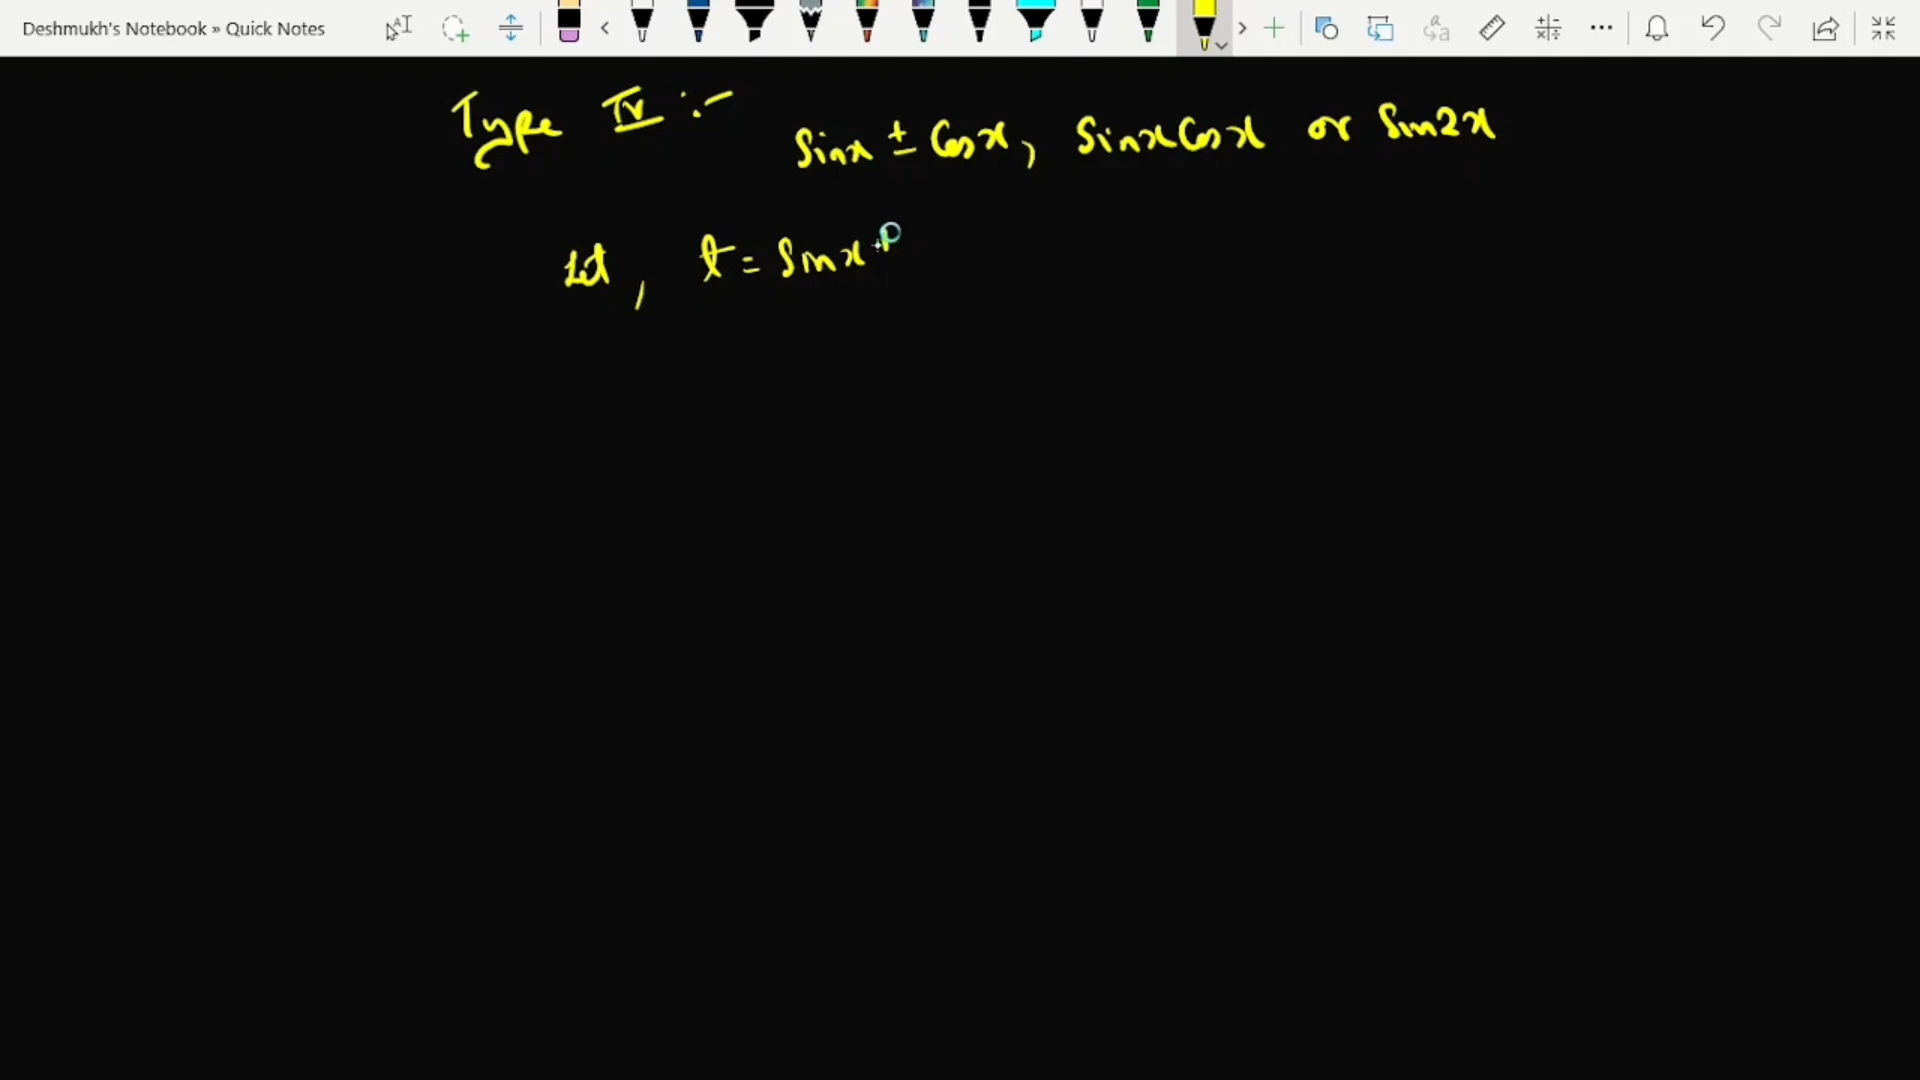 Deshmukh's Notebook » Quick Notes
Type IV :-
Sinx ± Cosx, SinxCosx or Sin2x
Let, t = Sinx